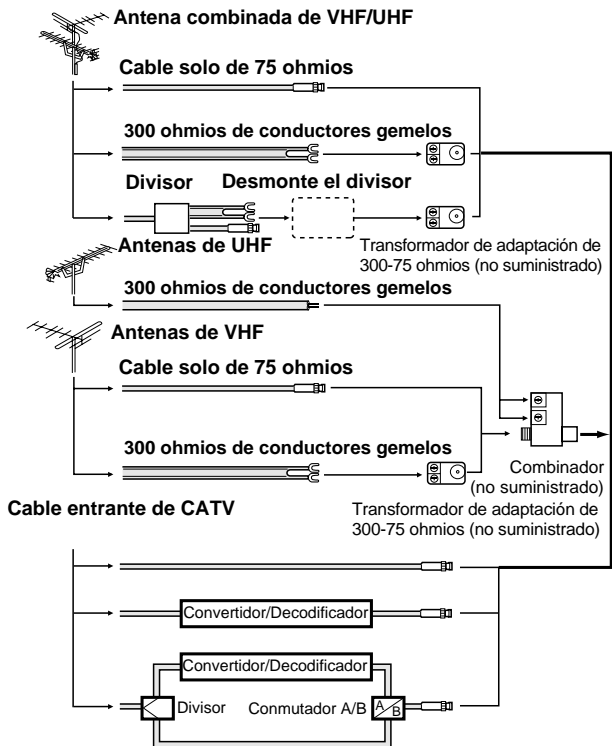 Antena combinada de VHF/UHF
Cable solo de 75 ohmios
300 ohmios de conductores gemelos
Divisor
Desmonte el divisor
Antenas de UHF
Transformador de adaptación de
300-75 ohmios (no suministrado)
300 ohmios de conductores gemelos
Antenas de VHF
Cable solo de 75 ohmios
300 ohmios de conductores gemelos
Combinador
(no suministrado)
Cable entrante de CATV
Transformador de adaptación de
300-75 ohmios (no suministrado)
Convertidor/Decodificador
Convertidor/Decodificador
Divisor
Conmutador A/B
A/B